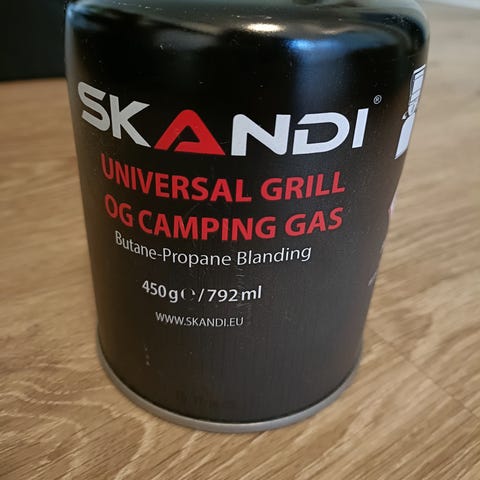 SKANDI®
UNIVERSAL GRILL
OG CAMPING GAS
Butane-Propane Blanding
450g℮/792ml
WWW.SKANDI.EU